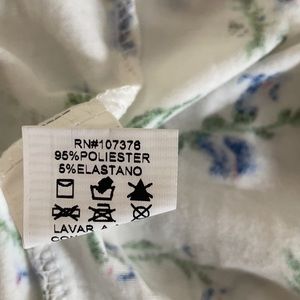 RN#107376
95%POLIESTER
5%ELASTANO
LAVAR A